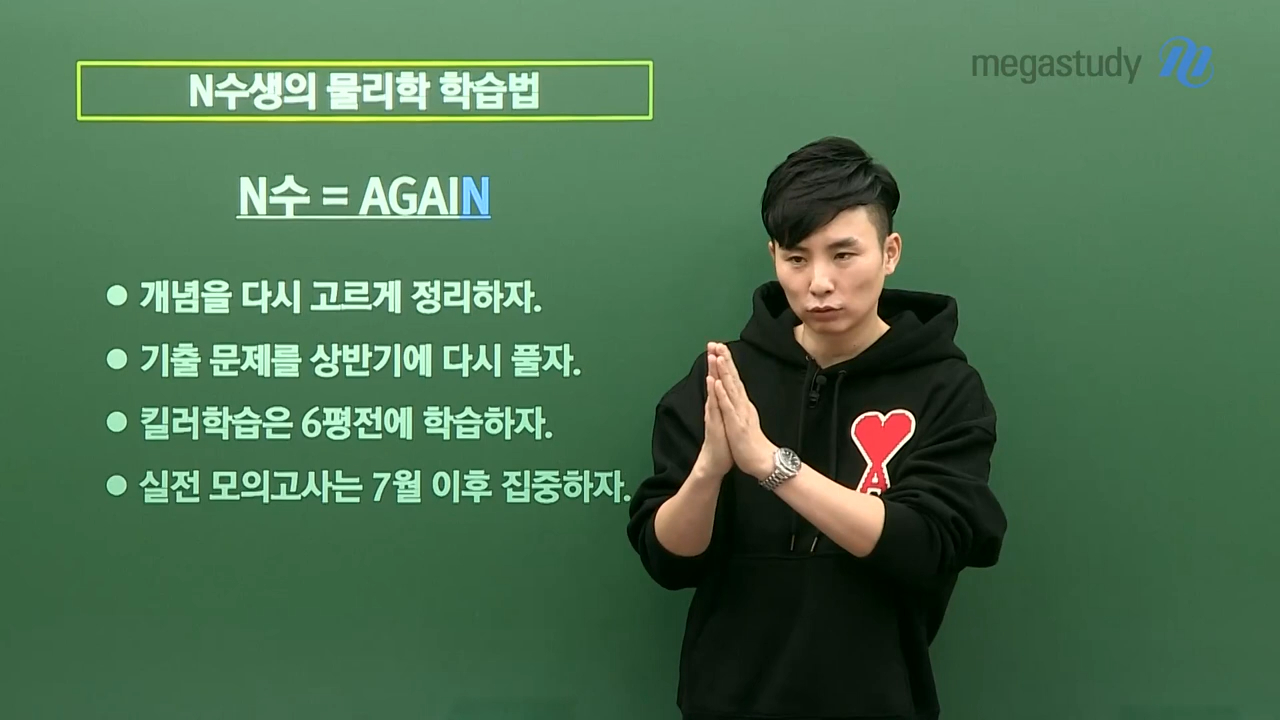 megastudy
N수생의 물리학 학습법
N수 = AGAIN
● 개념을 다시 고르게 정리하자.
● 기출 문제를 상반기에 다시 풀자.
● 킬러학습은 6평전에 학습하자.
● 실전 모의고사는 7월 이후 집중하자.